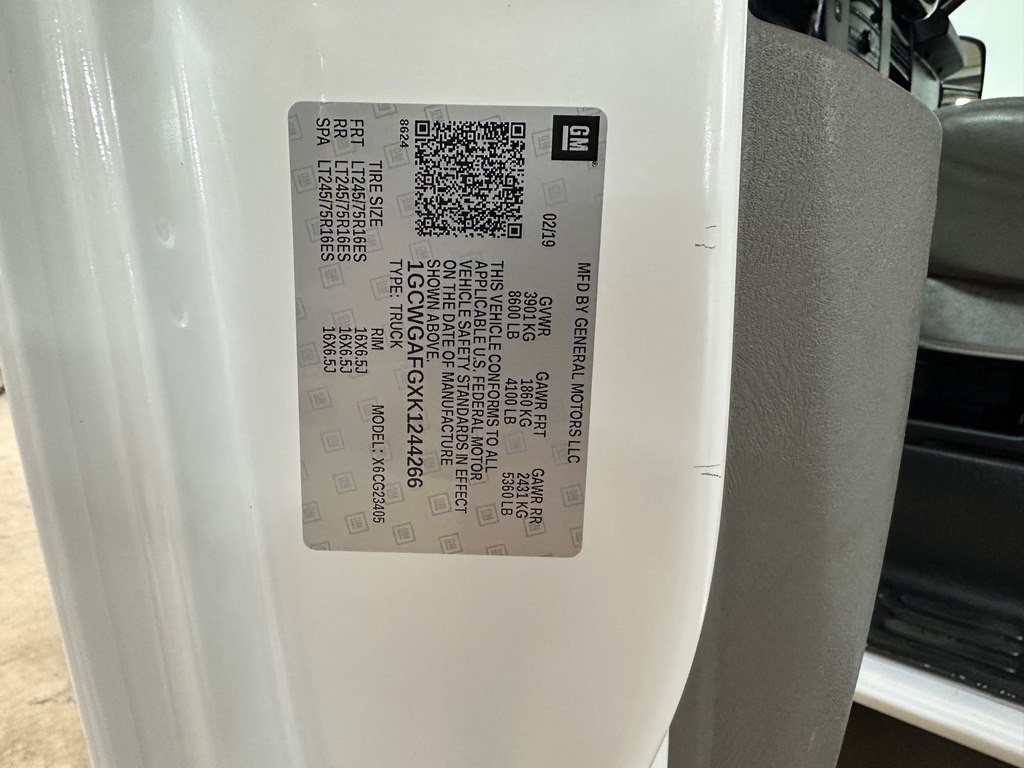 GM
MFD BY GENERAL MOTORS LLC
02/19
GVWR GAWR FRT GAWR RR
3901 KG 1860 KG 2431 KG
8600 LB 4100 LB 5360 LB
THIS VEHICLE CONFORMS TO ALL
APPLICABLE U.S. FEDERAL MOTOR
VEHICLE SAFETY STANDARDS IN EFFECT
ON THE DATE OF MANUFACTURE
SHOWN ABOVE.
1GCWGAFGXK1244266
8624
TYPE: TRUCK MODEL: X6CG23405
TIRE SIZE RIM
FRT LT245/75R16ES 16X6.5J
RR LT245/75R16ES 16X6.5J
SPA LT245/75R16ES 16X6.5J